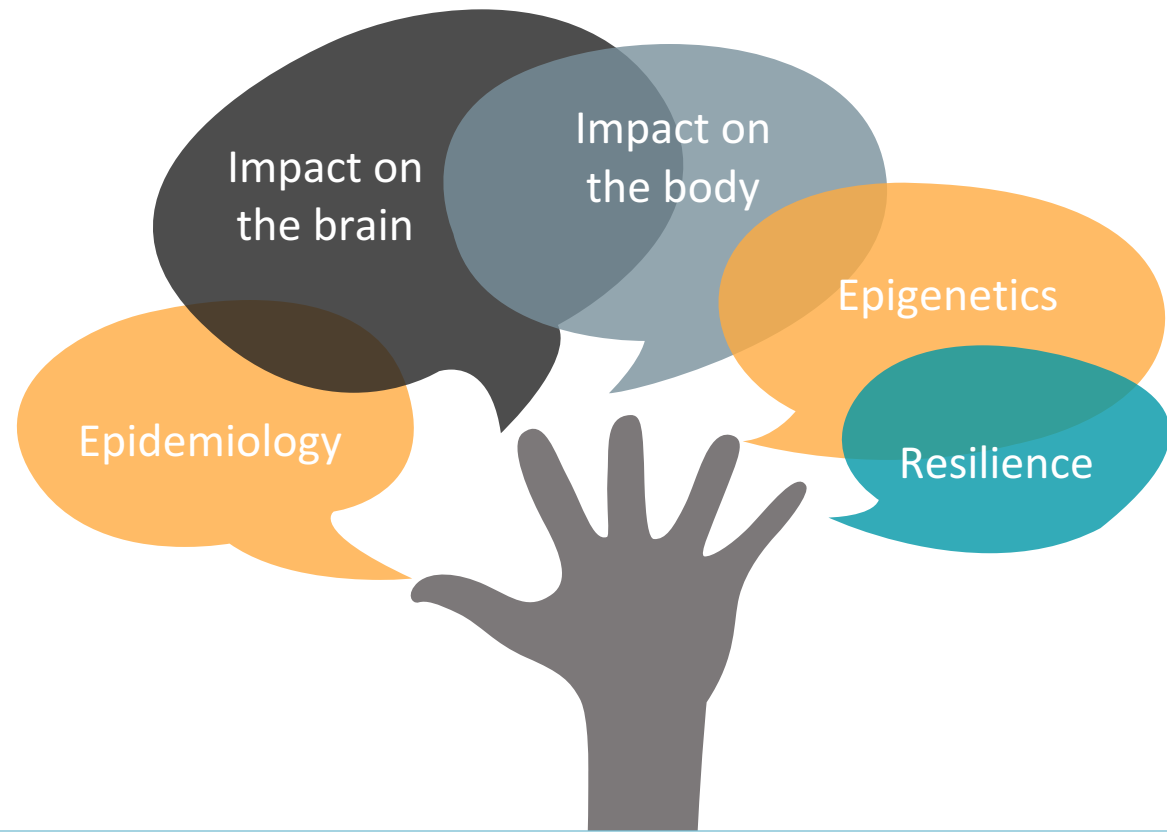 Impact on
the brain
Impact on
the body
Epigenetics
Epidemiology
Resilience